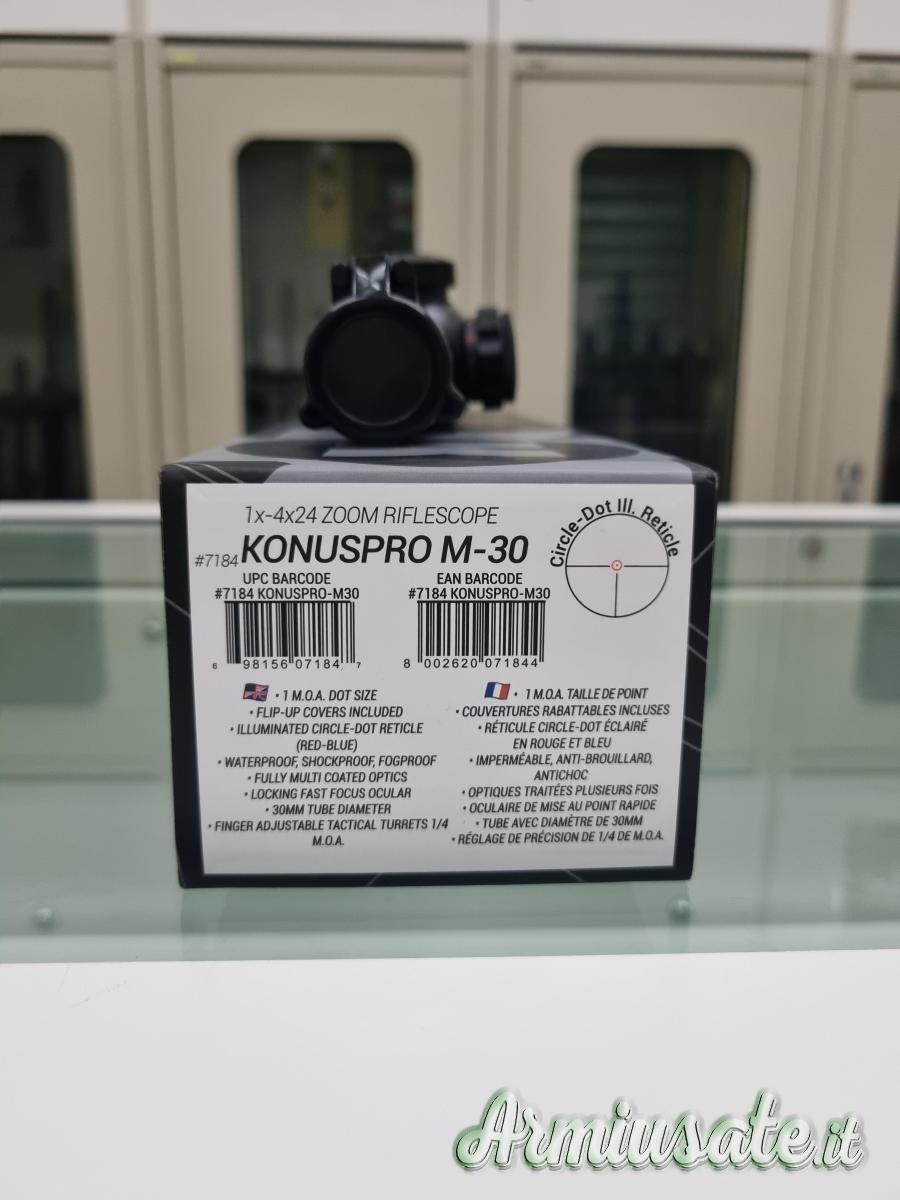 1x-4x24 ZOOM RIFLESCOPE
#7184 KONUSPRO M-30
Circle-Dot Ill. Reticle
UPC BARCODE
#7184 KONUSPRO-M30
6 98156 07184 7
EAN BARCODE
#7184 KONUSPRO-M30
8 002620 071844
• 1 M.O.A. DOT SIZE
• FLIP-UP COVERS INCLUDED
• ILLUMINATED CIRCLE-DOT RETICLE
(RED-BLUE)
• WATERPROOF, SHOCKPROOF, FOGPROOF
• FULLY MULTI COATED OPTICS
• LOCKING FAST FOCUS OCULAR
• 30MM TUBE DIAMETER
• FINGER ADJUSTABLE TACTICAL TURRETS 1/4
M.O.A.
• 1 M.O.A. TAILLE DE POINT
• COUVERTURES RABATTABLES INCLUSES
• RÉTICULE CIRCLE-DOT ÉCLAIRÉ
EN ROUGE ET BLEU
• IMPERMÉABLE, ANTI-BROUILLARD,
ANTICHOC
• OPTIQUES TRAITÉES PLUSIEURS FOIS
• OCULAIRE DE MISE AU POINT RAPIDE
• TUBE AVEC DIAMÈTRE DE 30MM
• RÉGLAGE DE PRÉCISION DE 1/4 DE M.O.A.
Armiusate.it